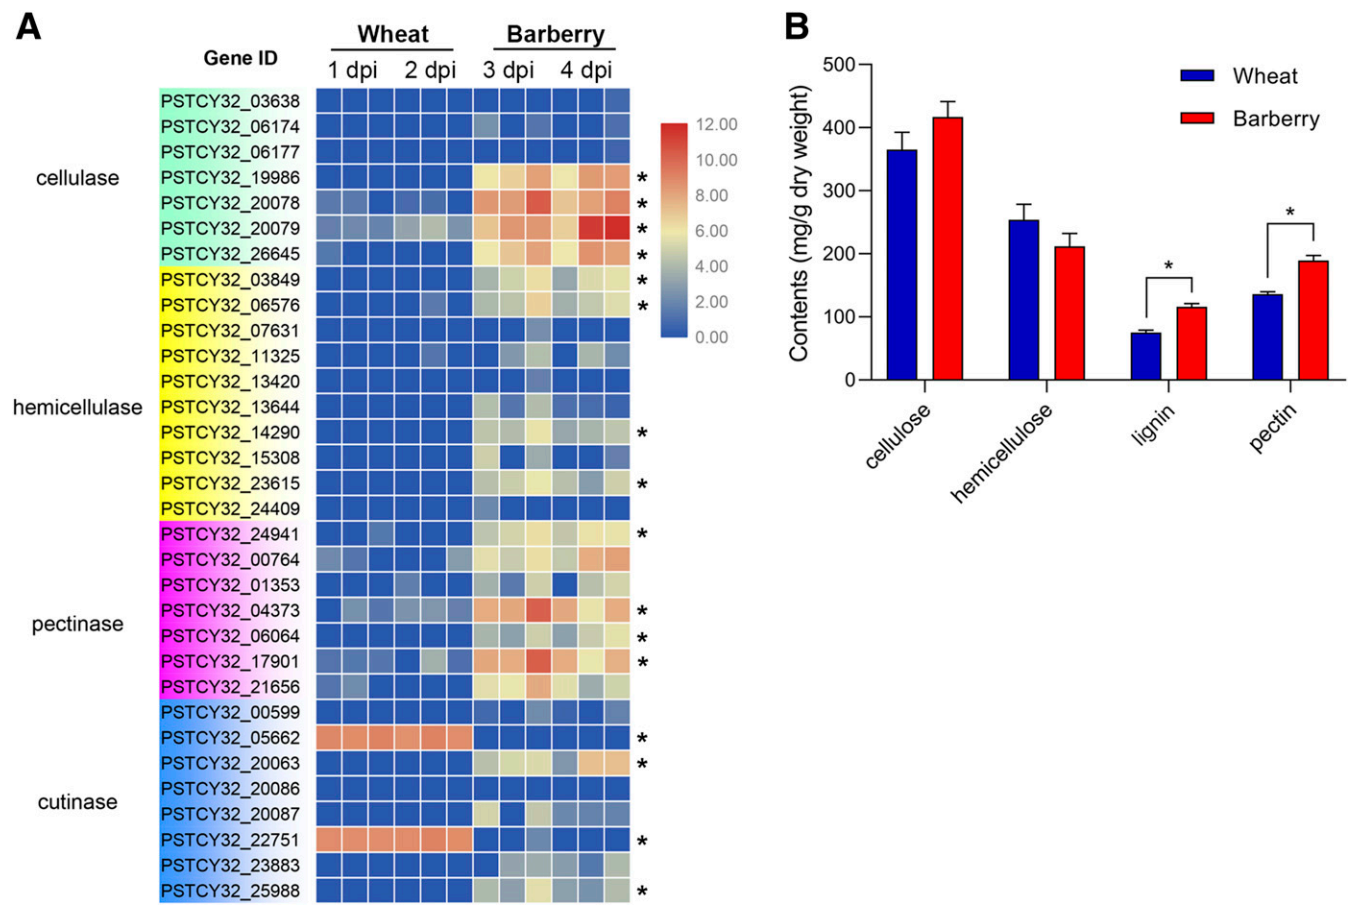 A
Wheat
Barberry
Gene ID
1 dpi 2 dpi 3 dpi 4 dpi
PSTCY32_03638
PSTCY32_06174
PSTCY32_06177
cellulase
PSTCY32_19986 *
PSTCY32_20078 *
PSTCY32_20079 *
PSTCY32_26645 *
PSTCY32_03849 *
PSTCY32_06576 *
PSTCY32_07631
PSTCY32_11325
PSTCY32_13420
hemicellulase
PSTCY32_13644
PSTCY32_14290 *
PSTCY32_15308
PSTCY32_23615 *
PSTCY32_24409
PSTCY32_24941 *
PSTCY32_00764
PSTCY32_01353
PSTCY32_04373 *
pectinase
PSTCY32_06064 *
PSTCY32_17901 *
PSTCY32_21656
PSTCY32_00599
PSTCY32_05662 *
PSTCY32_20063 *
PSTCY32_20086
cutinase
PSTCY32_20087
PSTCY32_22751 *
PSTCY32_23883
PSTCY32_25988 *
12.00
10.00
8.00
6.00
4.00
2.00
0.00
B
Contents (mg/g dry weight)
500
400
300
200
100
0
Wheat
Barberry
*
*
cellulose
hemicellulose
lignin
pectin